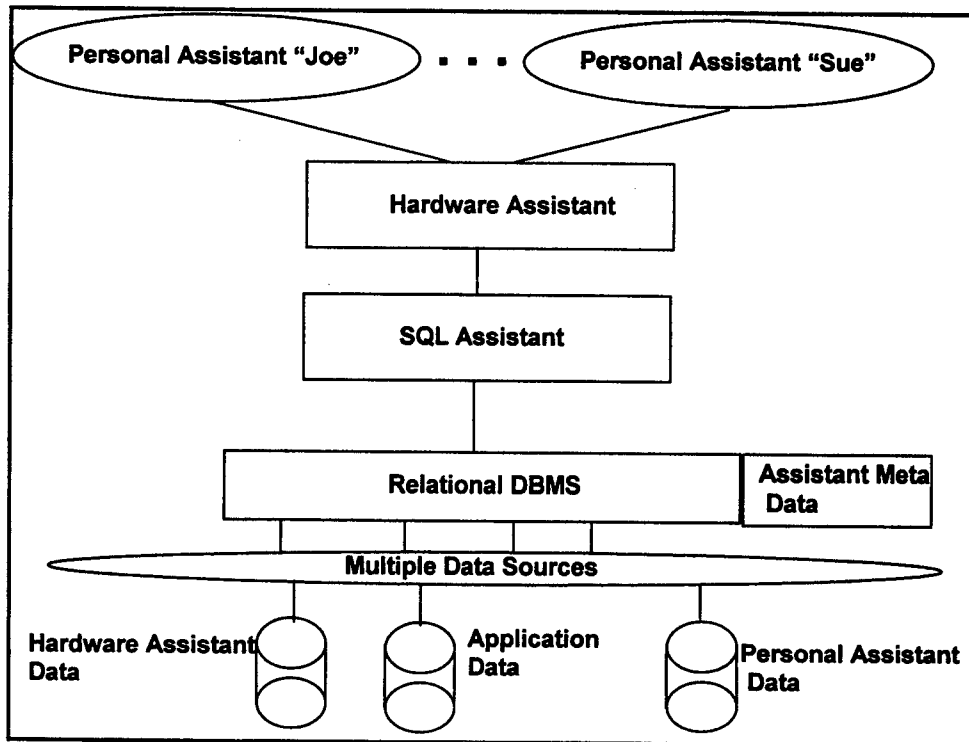 Personal Assistant “Joe”
. . .
Personal Assistant “Sue”
Hardware Assistant
SQL Assistant
Relational DBMS
Assistant Meta
Data
Multiple Data Sources
Hardware Assistant
Data
Application
Data
Personal Assistant
Data